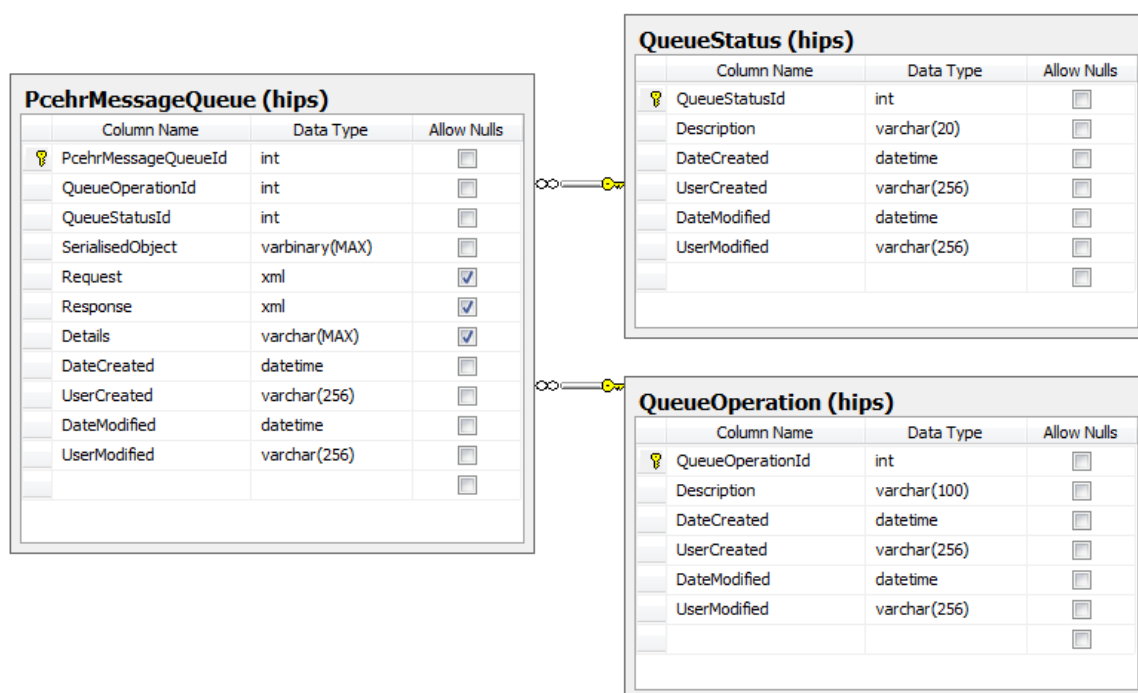 PcehrMessageQueue (hips)
Column Name Data Type Allow Nulls
PcehrMessageQueueId int
QueueOperationId int
QueueStatusId int
SerialisedObject varbinary(MAX)
Request xml
Response xml
Details varchar(MAX)
DateCreated datetime
UserCreated varchar(256)
DateModified datetime
UserModified varchar(256)
QueueStatus (hips)
Column Name Data Type Allow Nulls
QueueStatusId int
Description varchar(20)
DateCreated datetime
UserCreated varchar(256)
DateModified datetime
UserModified varchar(256)
QueueOperation (hips)
Column Name Data Type Allow Nulls
QueueOperationId int
Description varchar(100)
DateCreated datetime
UserCreated varchar(256)
DateModified datetime
UserModified varchar(256)